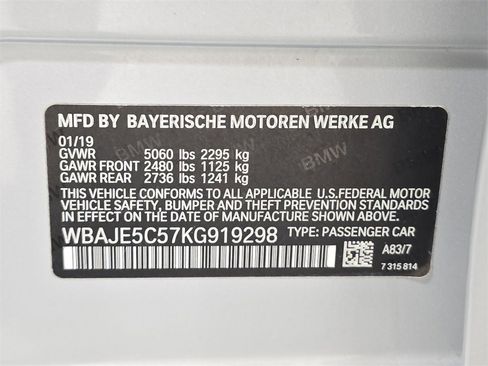 MFD BY BAYERISCHE MOTOREN WERKE AG
01/19
GVWR 5060 lbs 2295 kg
GAWR FRONT 2480 lbs 1125 kg
GAWR REAR 2736 lbs 1241 kg
THIS VEHICLE CONFORMS TO ALL APPLICABLE U.S.FEDERAL MOTOR
VEHICLE SAFETY, BUMPER AND THEFT PREVENTION STANDARDS
IN EFFECT ON THE DATE OF MANUFACTURE SHOWN ABOVE.
WBAJE5C57KG919298 TYPE: PASSENGER CAR
A83/7
7 315 814
BMW